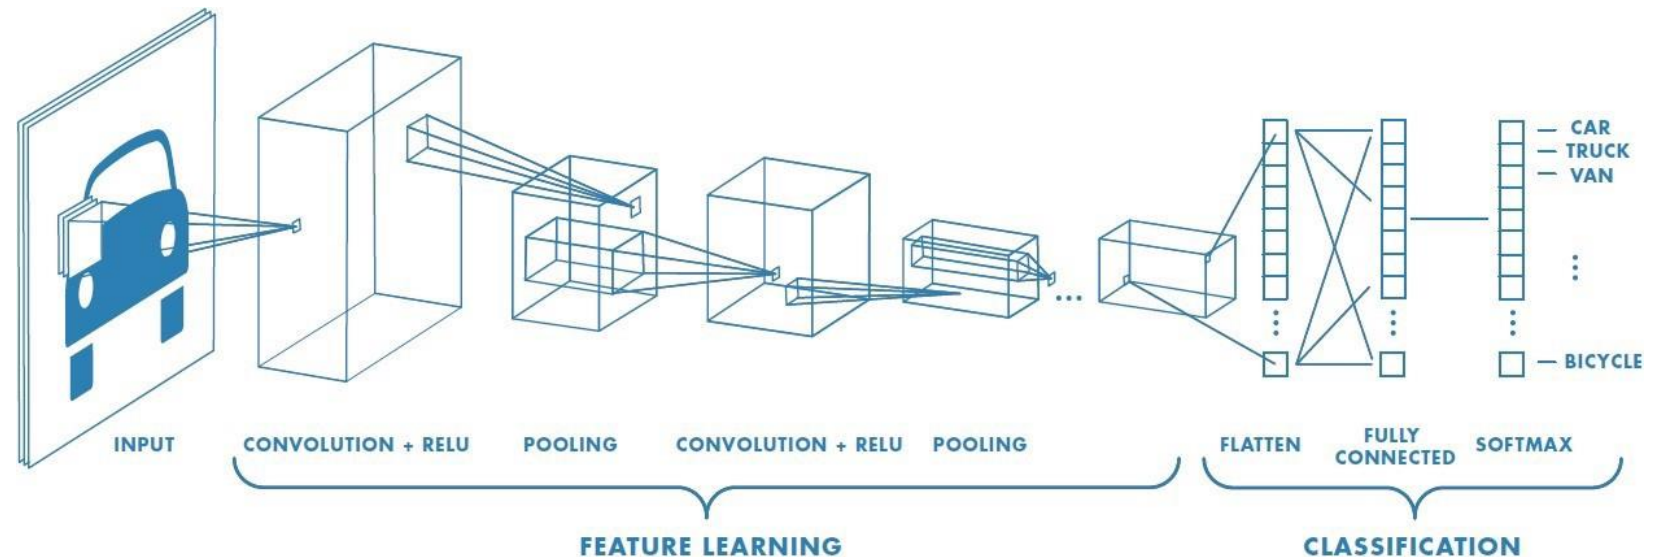 CAR
TRUCK
VAN
BICYCLE
INPUT
CONVOLUTION + RELU
POOLING
CONVOLUTION + RELU
POOLING
FLATTEN
FULLY
CONNECTED
SOFTMAX
FEATURE LEARNING
CLASSIFICATION